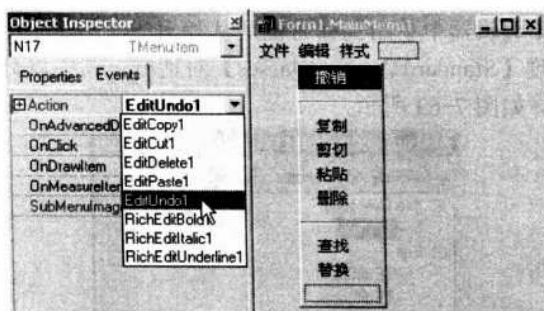 Object Inspector
N17 TMenuItem
Properties Events
Action EditUndo1
OnAdvancedD EditCopy1
OnClick EditCut1
OnDrawItem EditDelete1
OnMeasureIter EditPaste1
SubMenuImag EditUndo1
RichEditBold1
RichEditItalic1
RichEditUnderline1
Form1.MainMenu1
文件 编辑 样式
撤销
复制
剪切
粘贴
删除
查找
替换